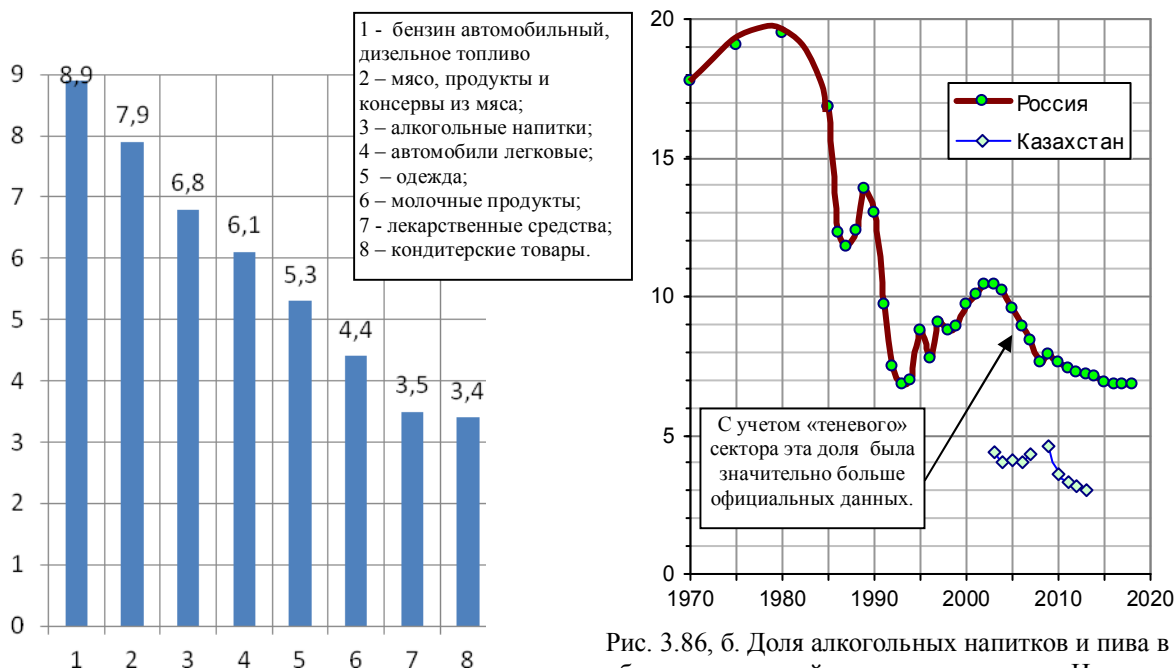 1 - бензин автомобильный,
дизельное топливо
2 – мясо, продукты и
консервы из мяса;
3 – алкогольные напитки;
4 – автомобили легковые;
5 – одежда;
6 – молочные продукты;
7 - лекарственные средства;
8 – кондитерские товары.
9
8
7
6
5
4
3
2
1
0
8,9
7,9
6,8
6,1
5,3
4,4
3,5
3,4
1 2 3 4 5 6 7 8
20
15
10
5
0
Россия
Казахстан
С учетом «теневого»
сектора эта доля была
значительно больше
официальных данных.
1970 1980 1990 2000 2010 2020
Рис. 3.86, б. Доля алкогольных напитков и пива в